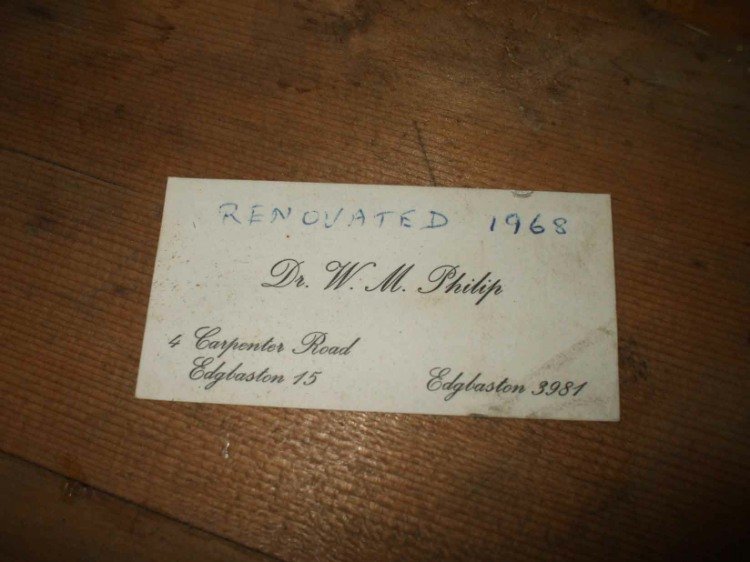 RENOVATED 1968
Dr. W. M. Philip
4 Carpenter Road
Edgbaston 15
Edgbaston 3981